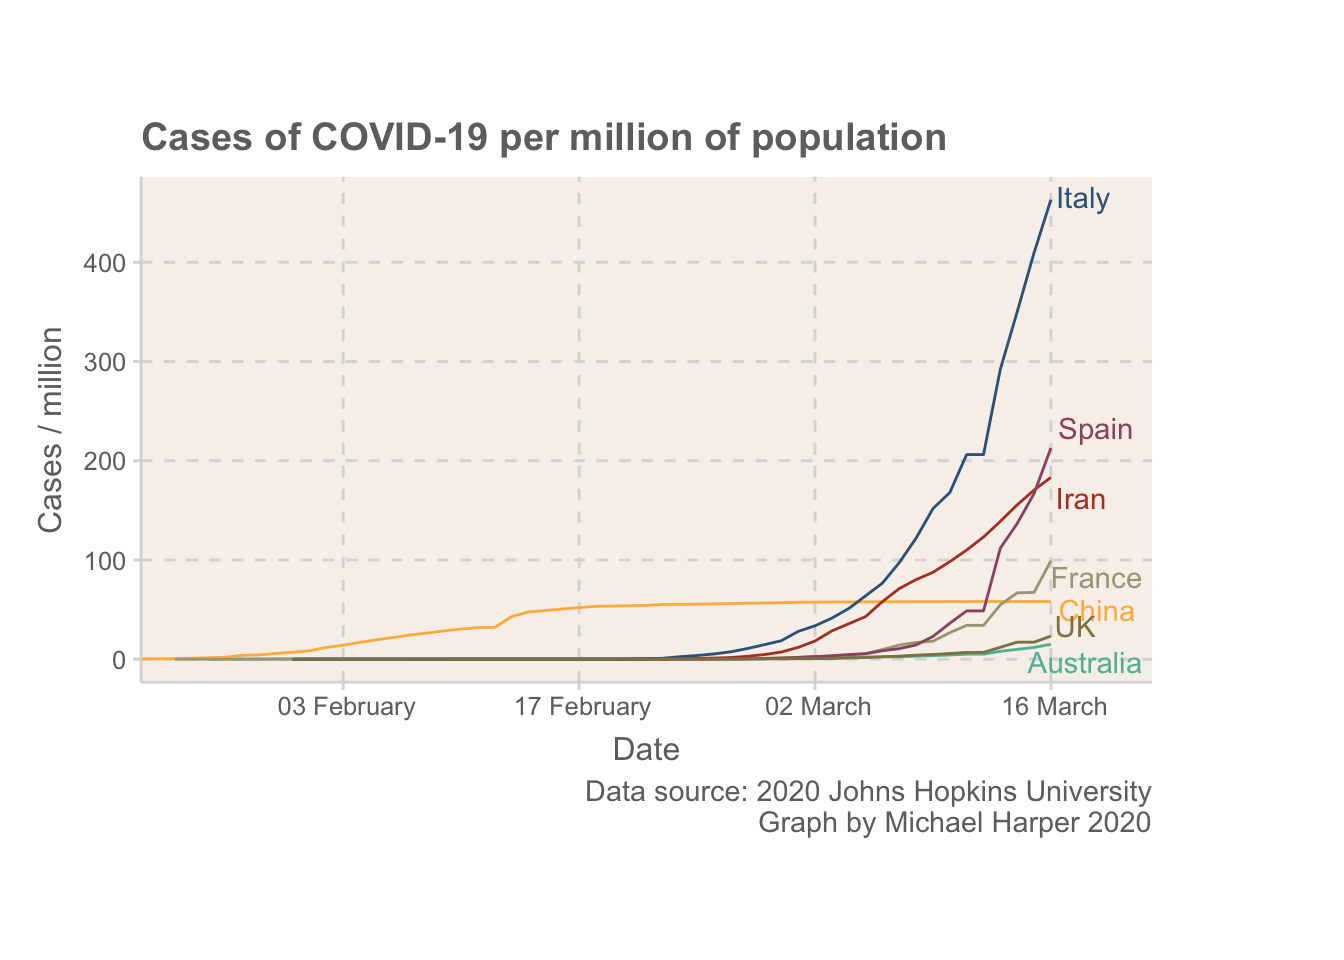 Cases of COVID-19 per million of population
Cases / million
400
300
200
100
0
Italy
Spain
Iran
France
China
UK
Australia
03 February
17 February
02 March
16 March
Date
Data source: 2020 Johns Hopkins University
Graph by Michael Harper 2020